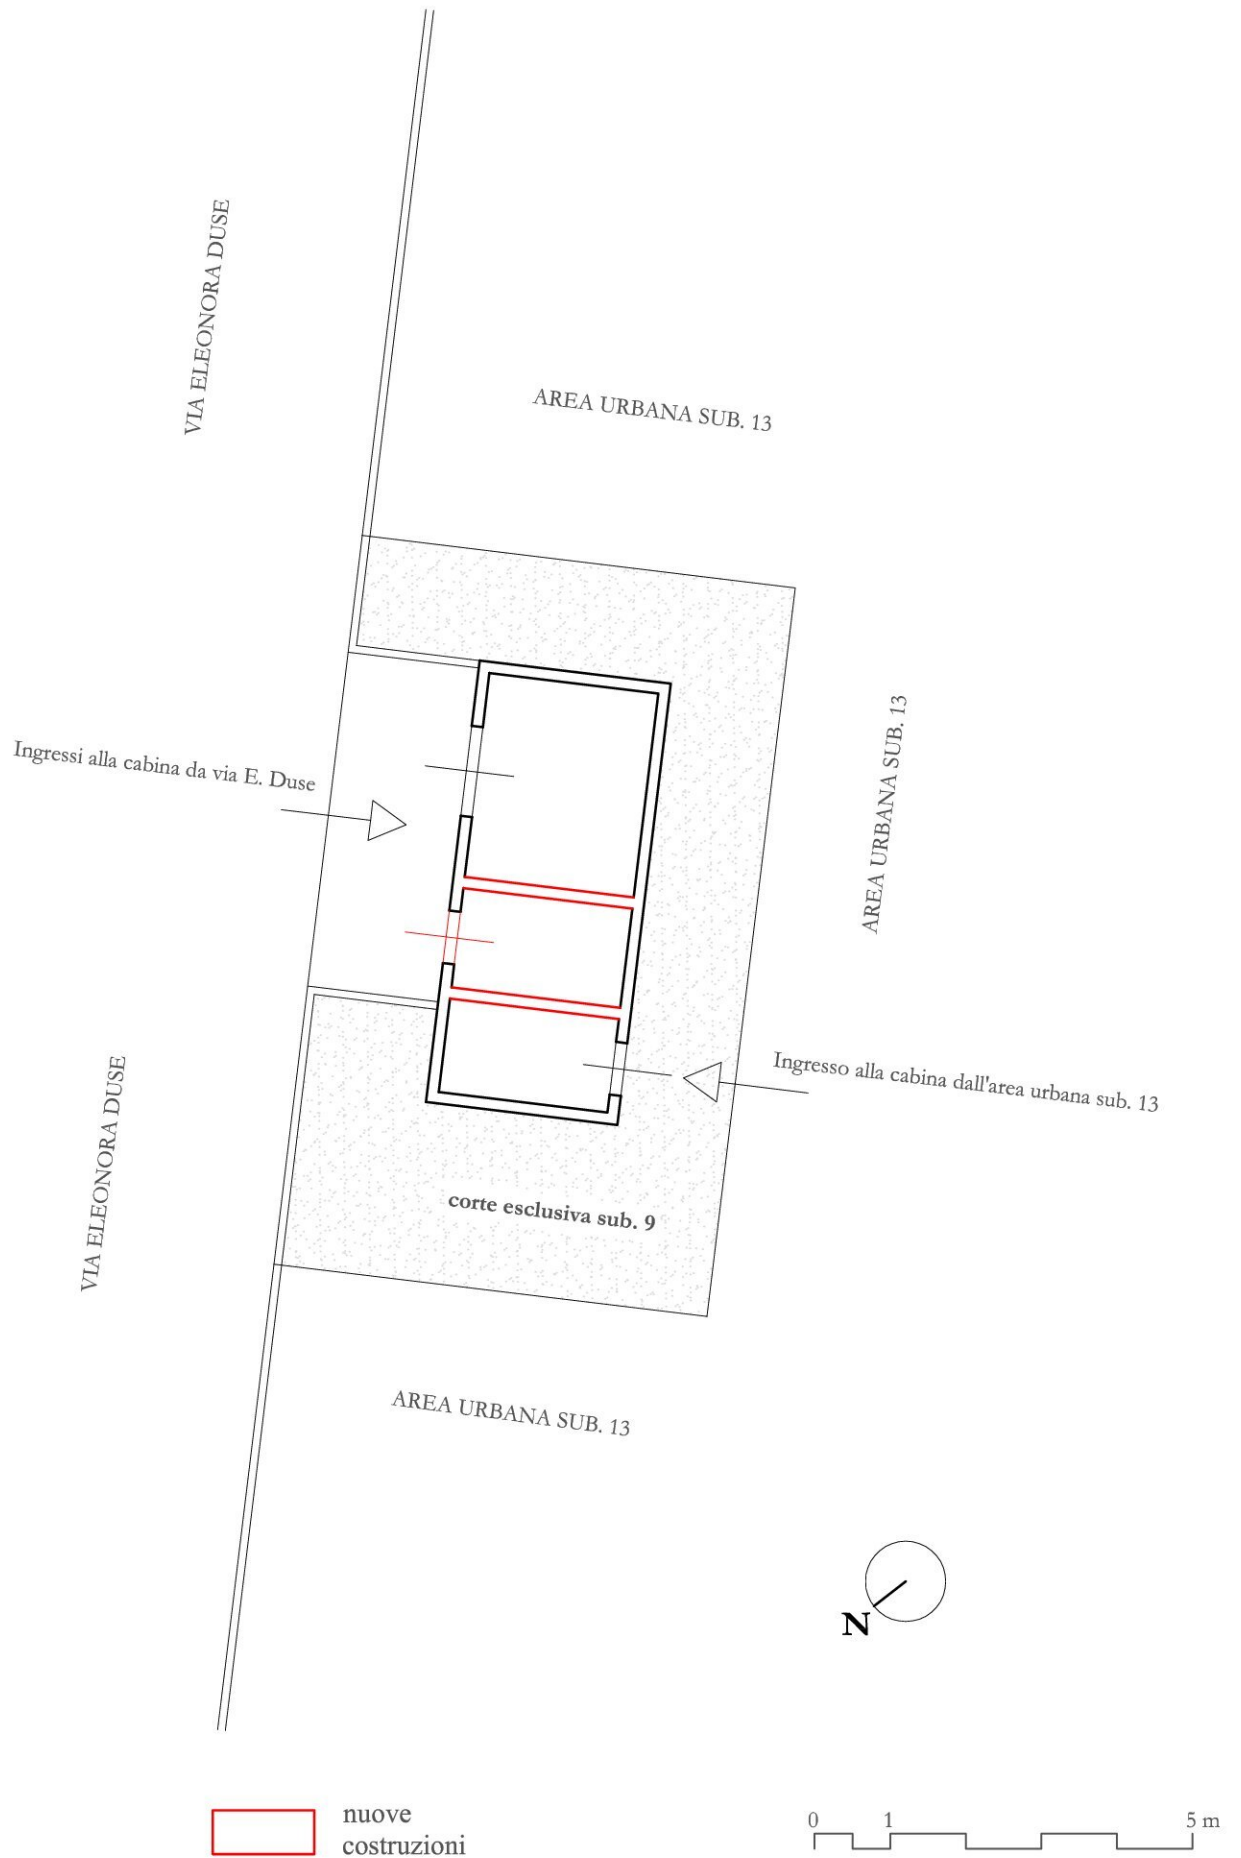 VIA ELEONORA DUSE
AREA URBANA SUB. 13
AREA URBANA SUB. 13
Ingressi alla cabina da via E. Duse
Ingresso alla cabina dall'area urbana sub. 13
VIA ELEONORA DUSE
corte esclusiva sub. 9
AREA URBANA SUB. 13
N
nuove
costruzioni
0 1 5 m